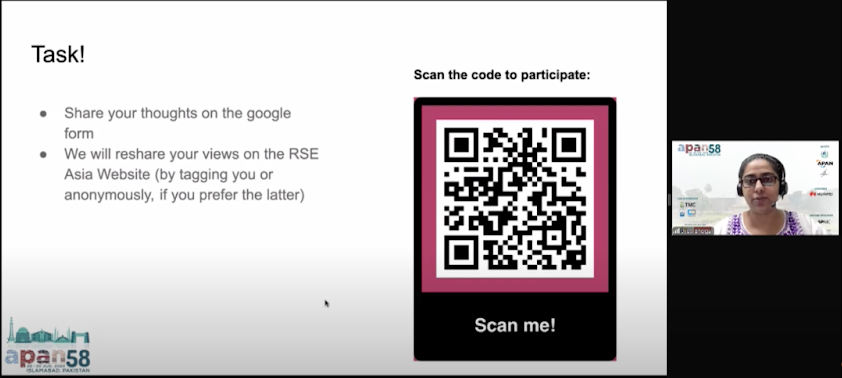 Task!
Scan the code to participate:
● Share your thoughts on the google
form
● We will reshare your views on the RSE
Asia Website (by tagging you or
anonymously, if you prefer the latter)
Scan me!
apan58
ISLAMABAD, PAKISTAN
apan58
APAN